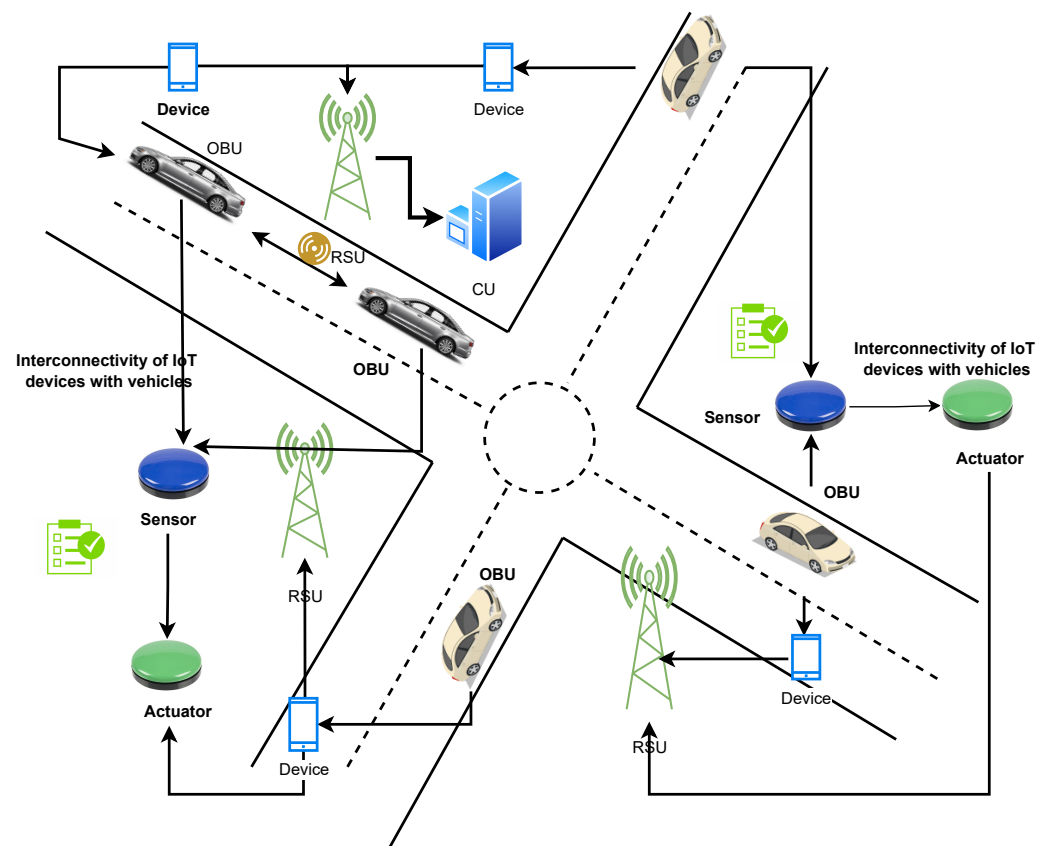 Device
Device
OBU
RSU
CU
OBU
Interconnectivity of IoT
devices with vehicles
Interconnectivity of IoT
devices with vehicles
Sensor
Actuator
OBU
Sensor
RSU
OBU
Actuator
Device
Device
RSU